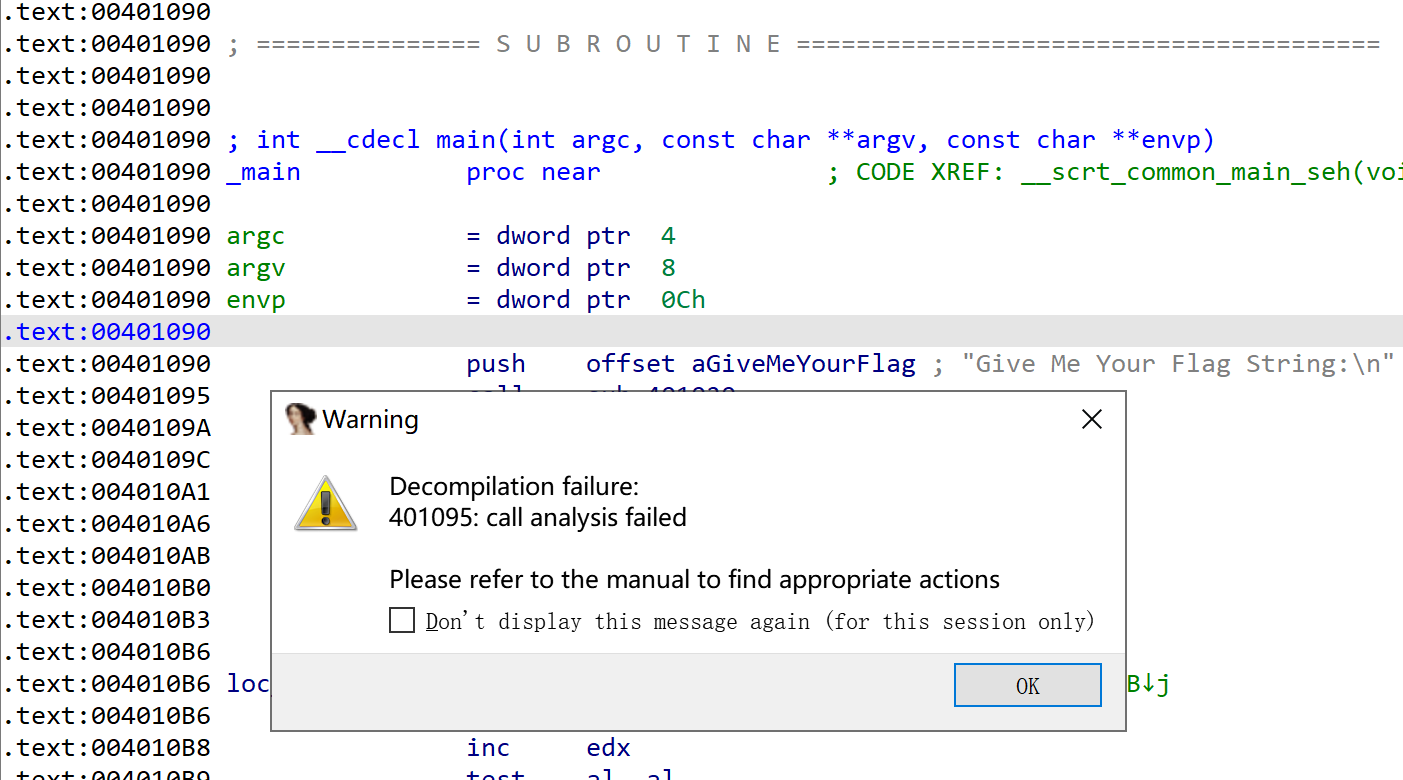 .text:00401090
.text:00401090 ; =============== S U B R O U T I N E =======================================
.text:00401090
.text:00401090
.text:00401090 ; int __cdecl main(int argc, const char **argv, const char **envp)
.text:00401090 _main proc near ; CODE XREF: __scrt_common_main_seh(voi
.text:00401090
.text:00401090 argc = dword ptr 4
.text:00401090 argv = dword ptr 8
.text:00401090 envp = dword ptr 0Ch
.text:00401090
.text:00401090 push offset aGiveMeYourFlag ; "Give Me Your Flag String:\n"
.text:00401095
.text:0040109A
.text:0040109C
.text:004010A1
.text:004010A6
.text:004010AB
.text:004010B0
.text:004010B3
.text:004010B6
.text:004010B6 loc B↓j
.text:004010B6
.text:004010B8 inc edx
.text:004010B9 test al, al
Warning
Decompilation failure:
401095: call analysis failed
Please refer to the manual to find appropriate actions
Don't display this message again (for this session only)
OK